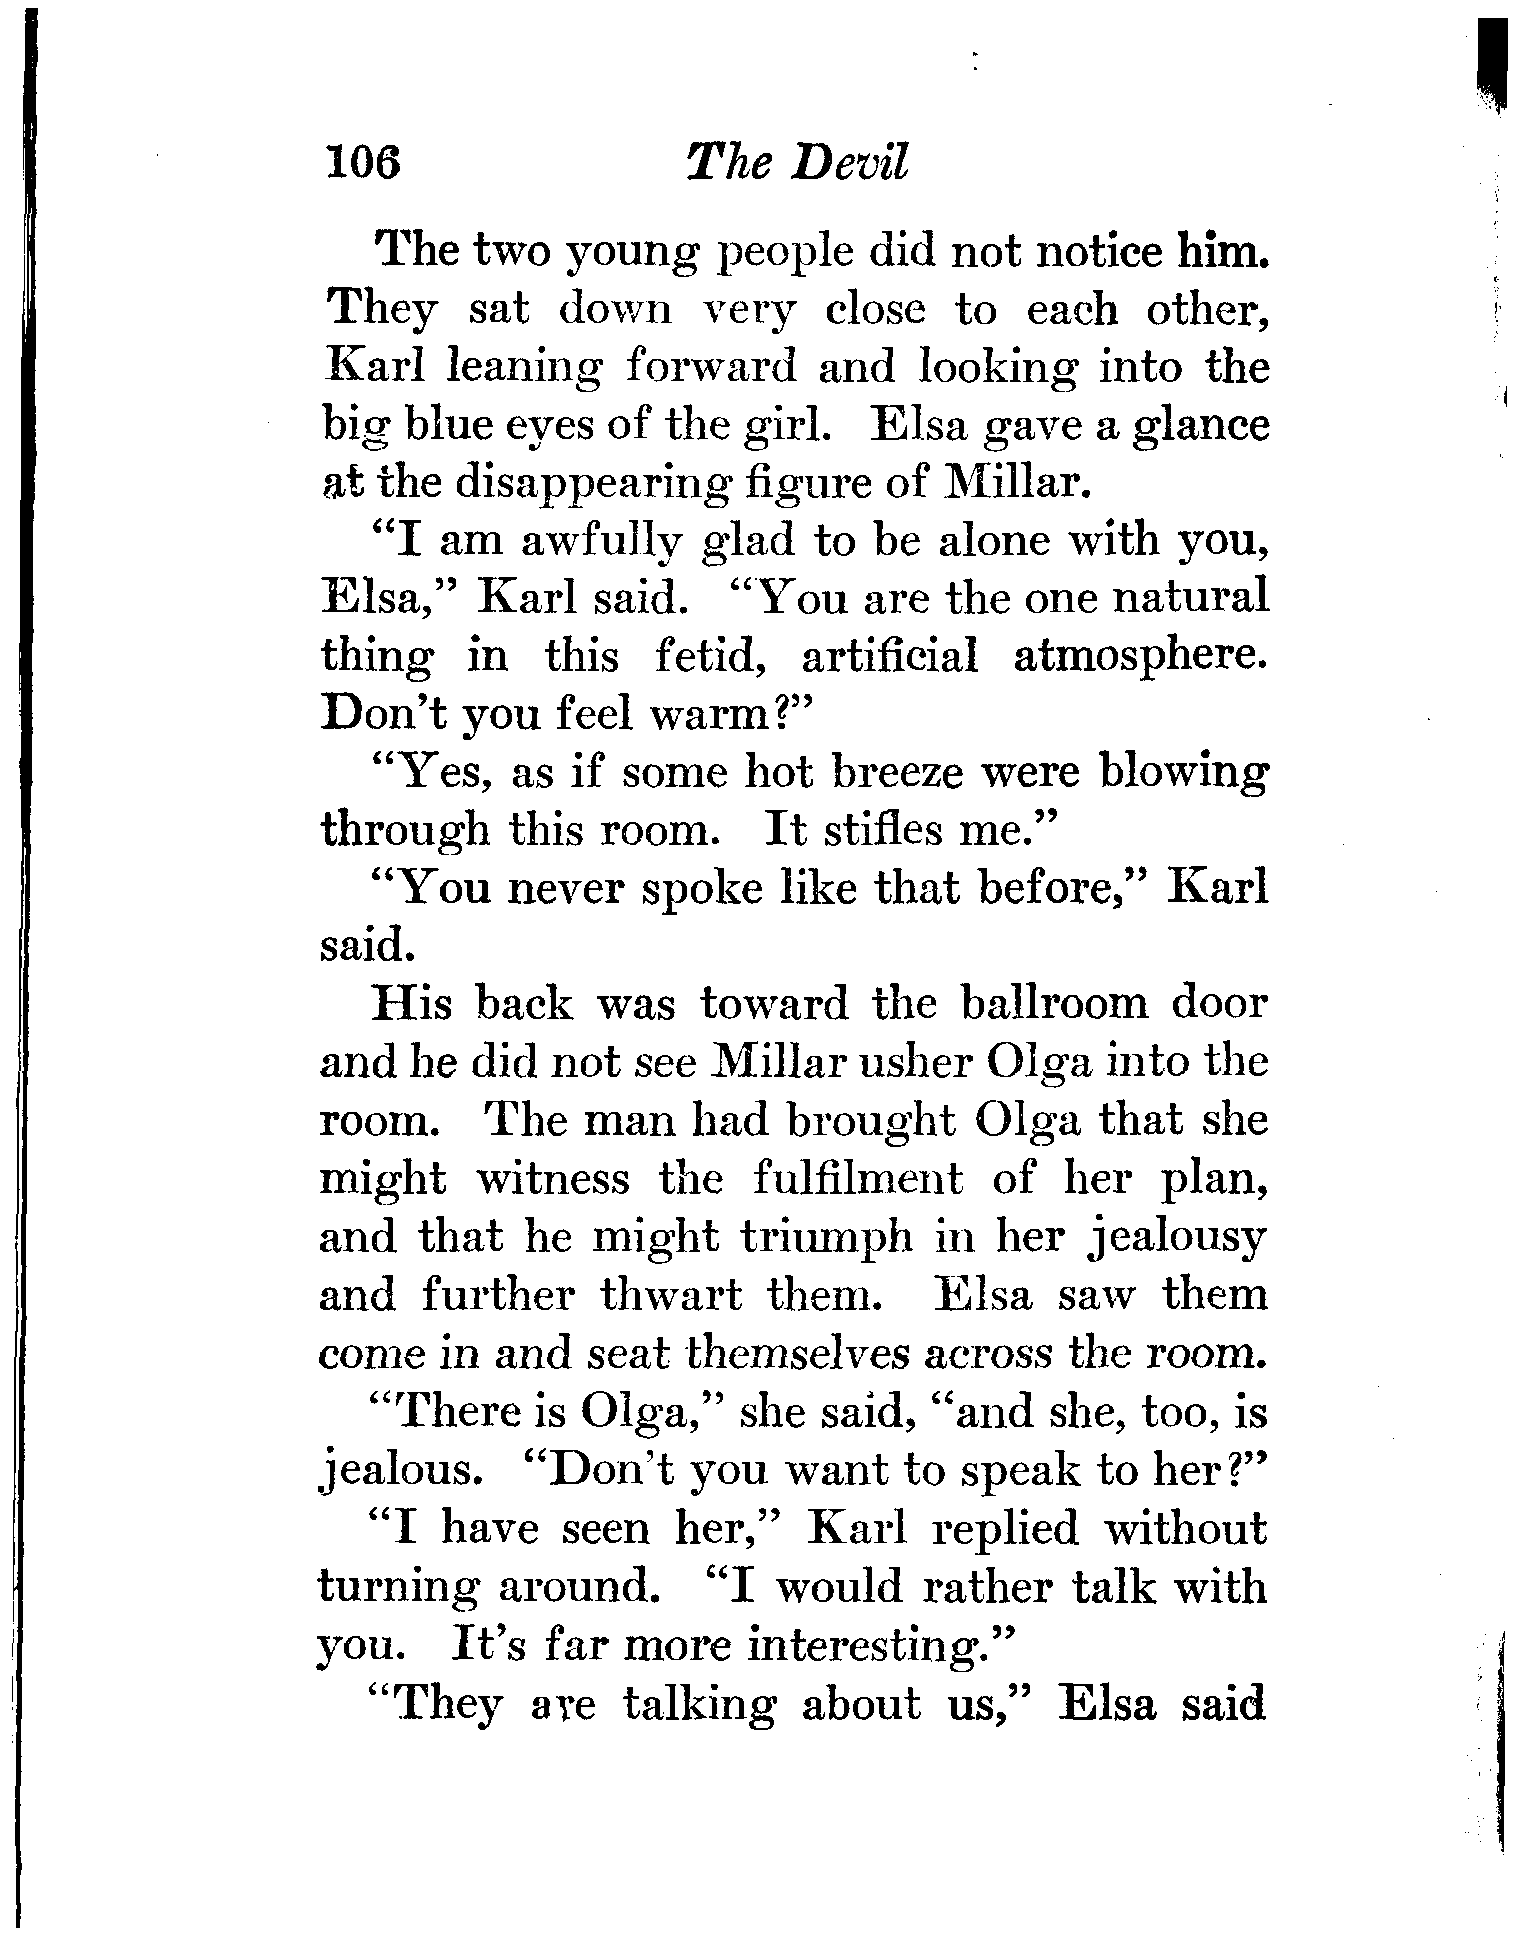 106 The Devil
The two young people did not notice him.
They sat down very close to each other,
Karl leaning forward and looking into the
big blue eyes of the girl. Elsa gave a glance
at the disappearing figure of Millar.
"I am awfully glad to be alone with you,
Elsa," Karl said. "You are the one natural
thing in this fetid, artificial atmosphere.
Don't you feel warm?"
"Yes, as if some hot breeze were blowing
through this room. It stifles me."
"You never spoke like that before," Karl
said.
His back was toward the ballroom door
and he did not see Millar usher Olga into the
room. The man had brought Olga that she
might witness the fulfilment of her plan,
and that he might triumph in her jealousy
and further thwart them. Elsa saw them
come in and seat themselves across the room.
"There is Olga," she said, "and she, too, is
jealous. "Don't you want to speak to her?"
"I have seen her," Karl replied without
turning around. "I would rather talk with
you. It's far more interesting."
"They are talking about us," Elsa said